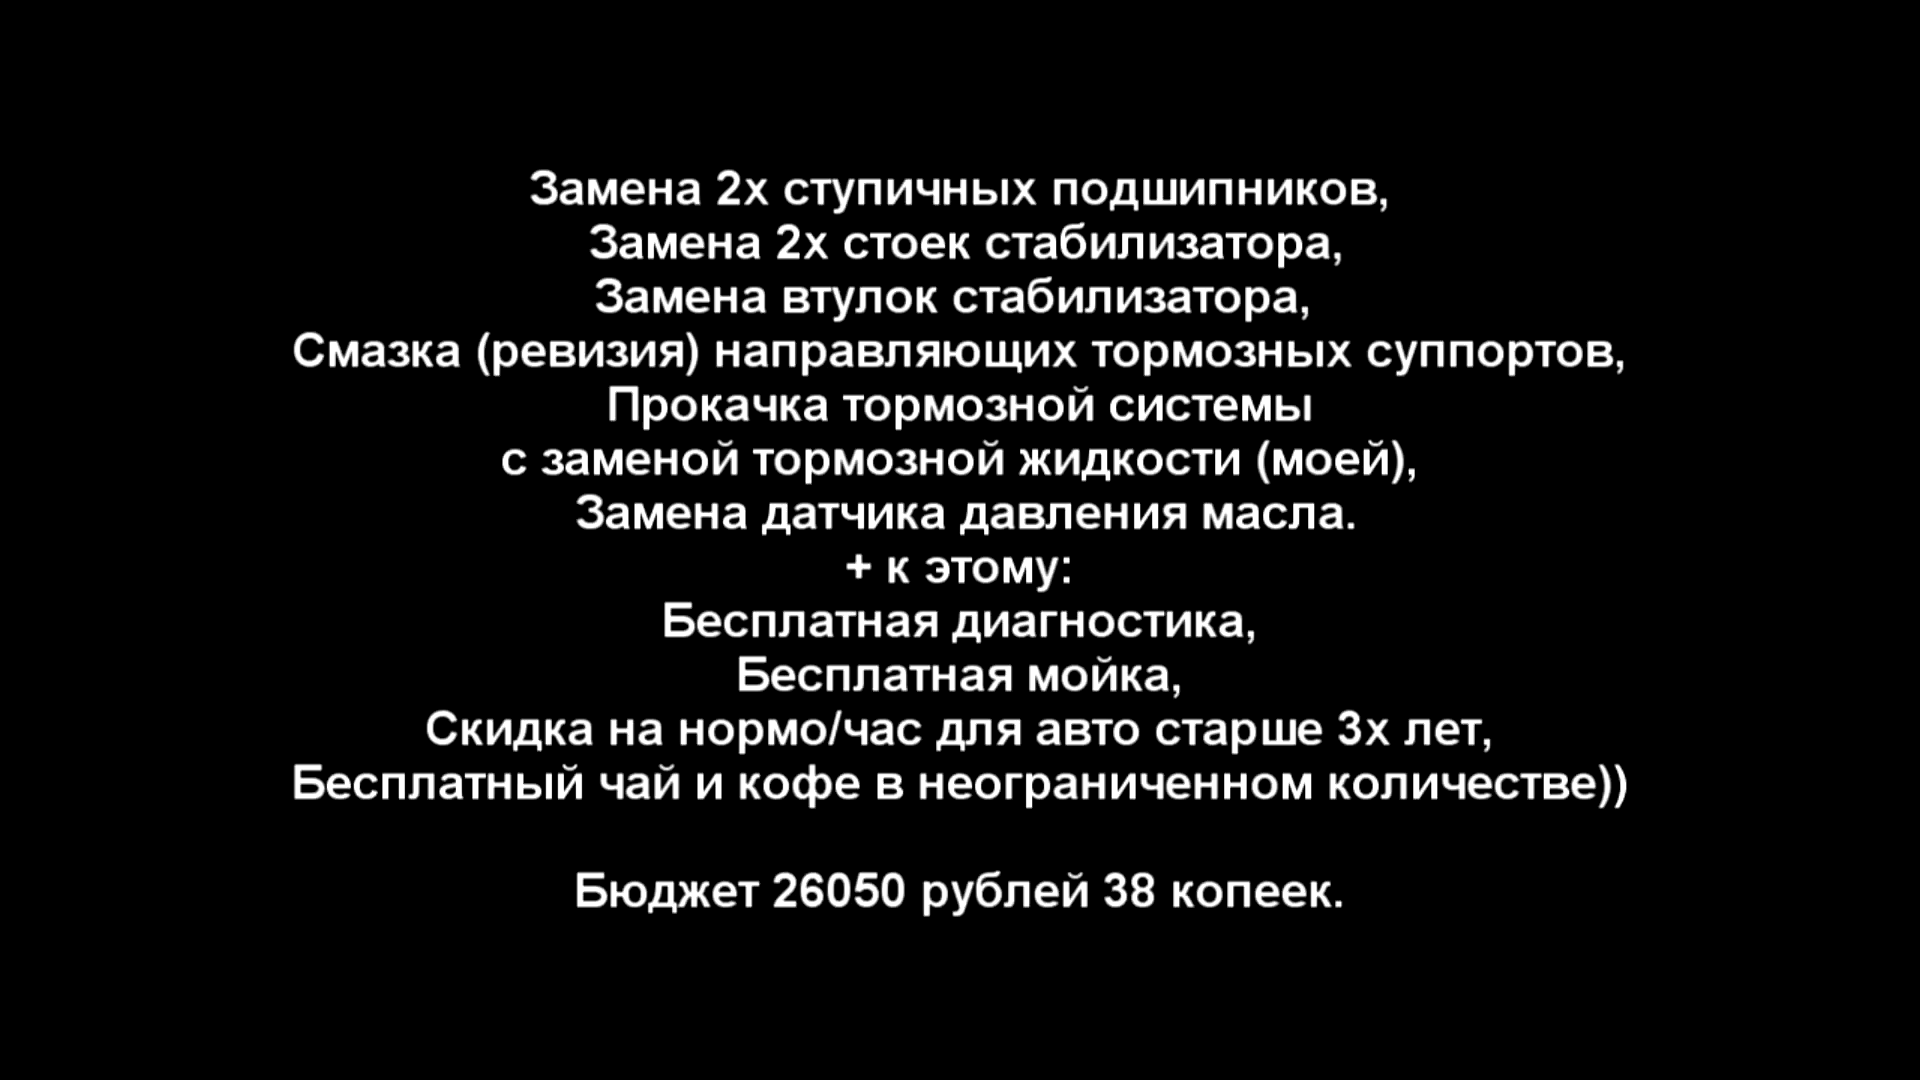 Замена 2х ступичных подшипников,
Замена 2х стоек стабилизатора,
Замена втулок стабилизатора,
Смазка (ревизия) направляющих тормозных суппортов,
Прокачка тормозной системы
с заменой тормозной жидкости (моей),
Замена датчика давления масла.
+ к этому:
Бесплатная диагностика,
Бесплатная мойка,
Скидка на нормо/час для авто старше 3х лет,
Бесплатный чай и кофе в неограниченном количестве))
Бюджет 26050 рублей 38 копеек.